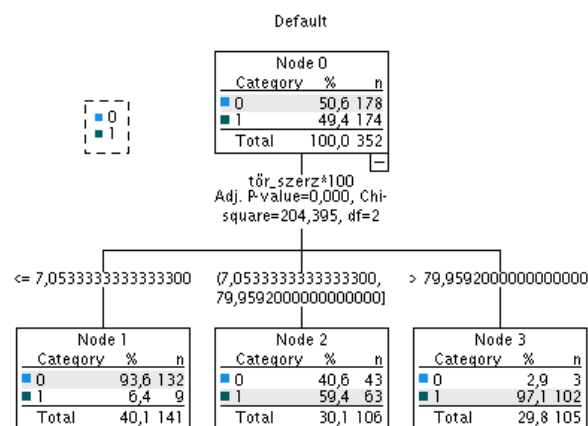 Default
Node 0
Category % n
0 50,6 178
1 49,4 174
Total 100,0 352
0
1
tőr_szerz*100
Adj. P-value=0,000, Chi-
square=204,395, df=2
<= 7,0533333333333300
(7,0533333333333300,
79,9592000000000000]
> 79,9592000000000000
Node 1
Category % n
0 93,6 132
1 6,4 9
Total 40,1 141
Node 2
Category % n
0 40,6 43
1 59,4 63
Total 30,1 106
Node 3
Category % n
0 2,9 3
1 97,1 102
Total 29,8 105